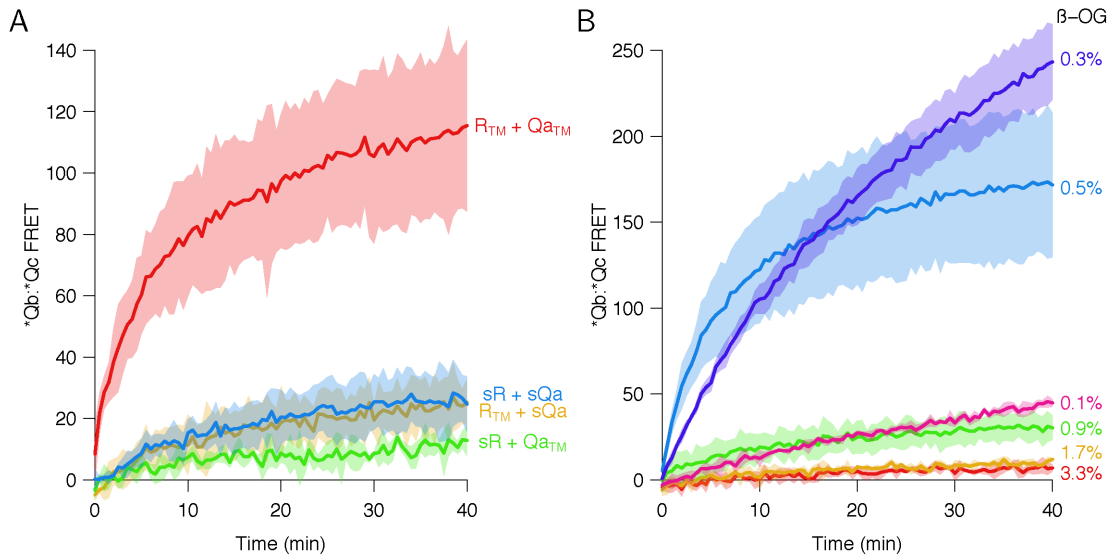 A
140
120
100
80
60
40
20
0
*Qb:*Qc FRET
0
10
20
30
40
Time (min)
RTM + QaTM
sR + sQa
RTM + sQa
sR + QaTM
B
ß–OG
250
200
150
100
50
0
*Qb:*Qc FRET
0
10
20
30
40
Time (min)
0.3%
0.5%
0.1%
0.9%
1.7%
3.3%